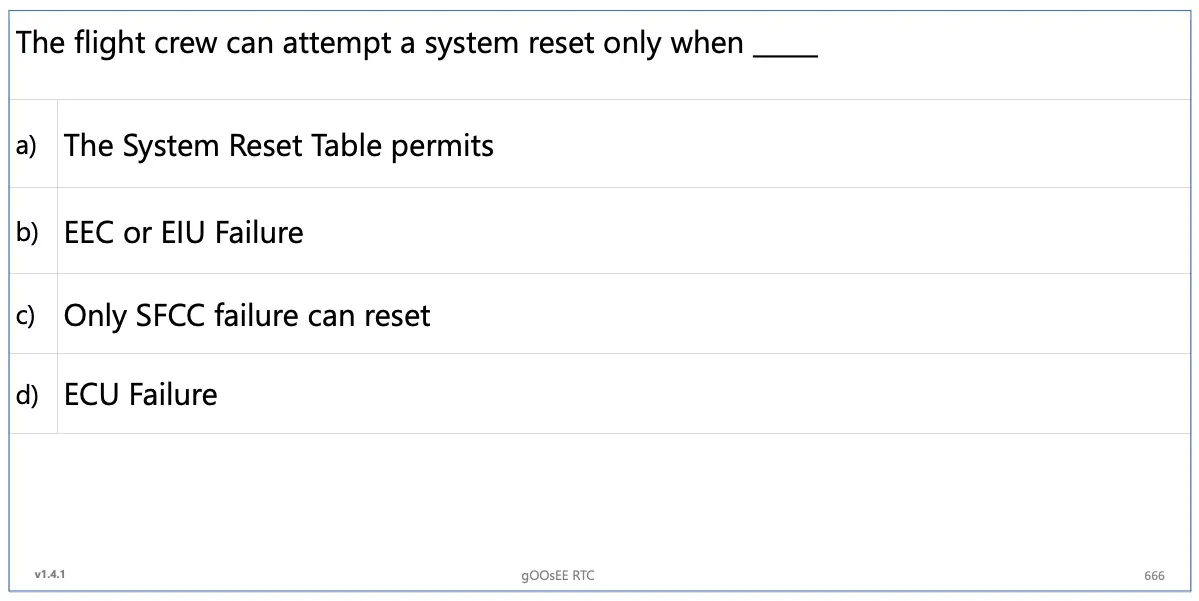 The flight crew can attempt a system reset only when _____
a) The System Reset Table permits
b) EEC or EIU Failure
c) Only SFCC failure can reset
d) ECU Failure
v1.4.1 gOOsEE RTC 666